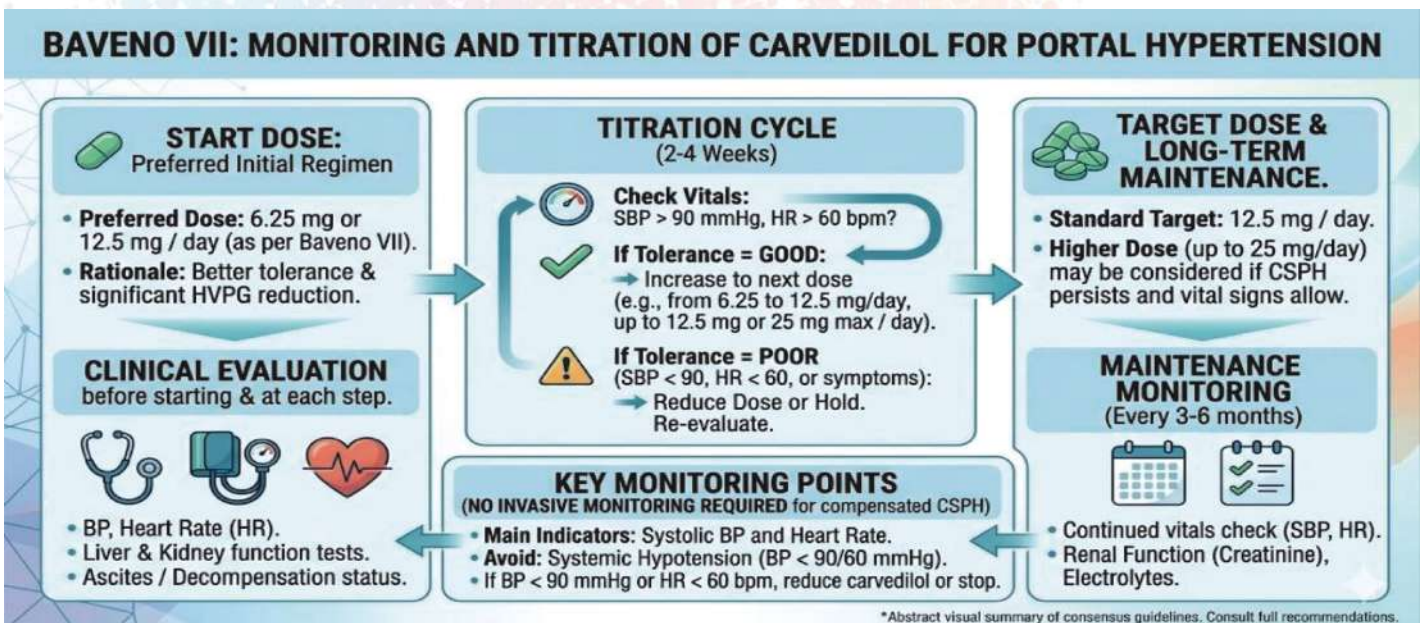 BAVENO VII: MONITORING AND TITRATION OF CARVEDILOL FOR PORTAL HYPERTENSION
START DOSE:
Preferred Initial Regimen
• Preferred Dose: 6.25 mg or
12.5 mg / day (as per Baveno VII).
• Rationale: Better tolerance &
significant HVPG reduction.
CLINICAL EVALUATION
before starting & at each step.
• BP, Heart Rate (HR).
• Liver & Kidney function tests.
• Ascites / Decompensation status.
TITRATION CYCLE
(2-4 Weeks)
Check Vitals:
SBP > 90 mmHg, HR > 60 bpm?
If Tolerance = GOOD:
→ Increase to next dose
(e.g., from 6.25 to 12.5 mg/day,
up to 12.5 mg or 25 mg max / day).
If Tolerance = POOR
(SBP < 90, HR < 60, or symptoms):
→ Reduce Dose or Hold.
Re-evaluate.
TARGET DOSE &
LONG-TERM
MAINTENANCE.
• Standard Target: 12.5 mg / day.
• Higher Dose (up to 25 mg/day)
may be considered if CSPH
persists and vital signs allow.
MAINTENANCE
MONITORING
(Every 3-6 months)
• Continued vitals check (SBP, HR).
• Renal Function (Creatinine),
Electrolytes.
KEY MONITORING POINTS
(NO INVASIVE MONITORING REQUIRED for compensated CSPH)
• Main Indicators: Systolic BP and Heart Rate.
• Avoid: Systemic Hypotension (BP < 90/60 mmHg).
• If BP < 90 mmHg or HR < 60 bpm, reduce carvedilol or stop.
*Abstract visual summary of consensus guidelines. Consult full recommendations.